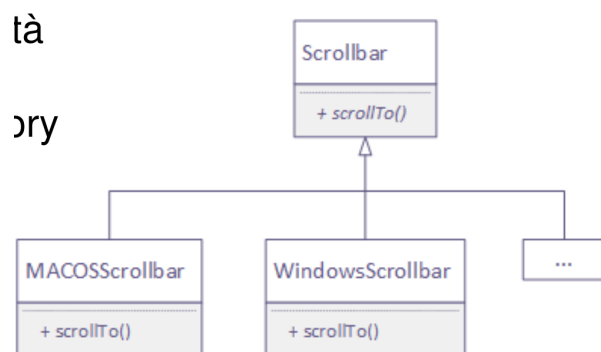 tà
Scrollbar
ory
+ scrollTo()
MACOSScrollbar
WindowsScrollbar
...
+ scrollTo()
+ scrollTo()